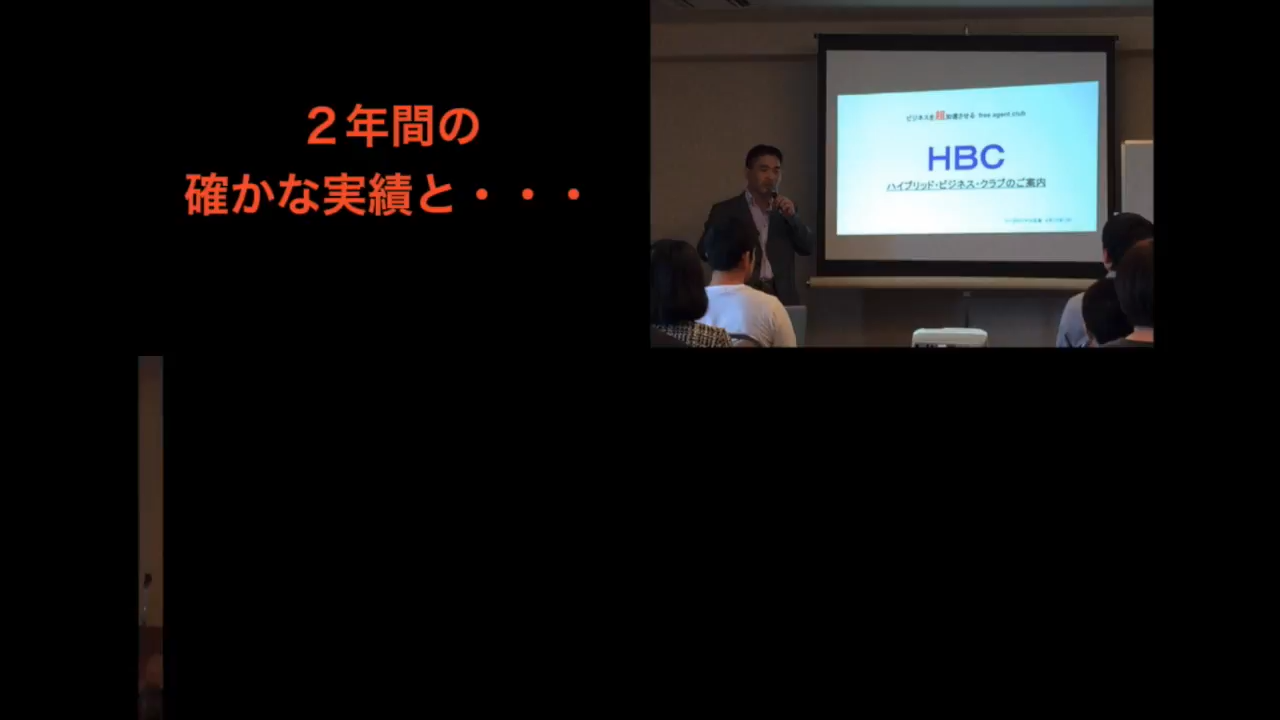 ２年間の
確かな実績と・・・
ビジネスを超加速させる free agent club
HBC
ハイブリッド・ビジネス・クラブのご案内